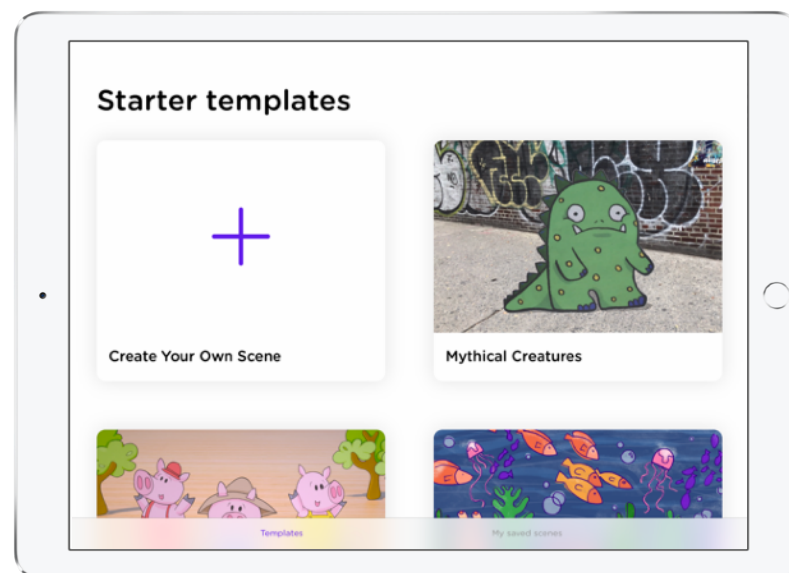 Starter templates
Create Your Own Scene
Mythical Creatures
Templates
My saved scenes